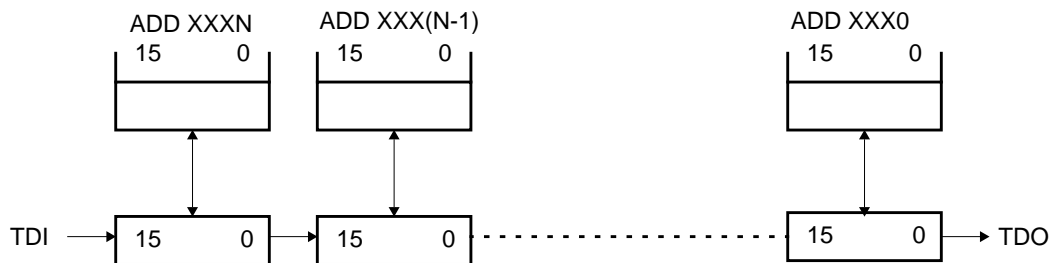 ADD XXXN ADD XXX(N-1) ADD XXX0
15 0 15 0 15 0
TDI 15 0 15 0 15 0 TDO